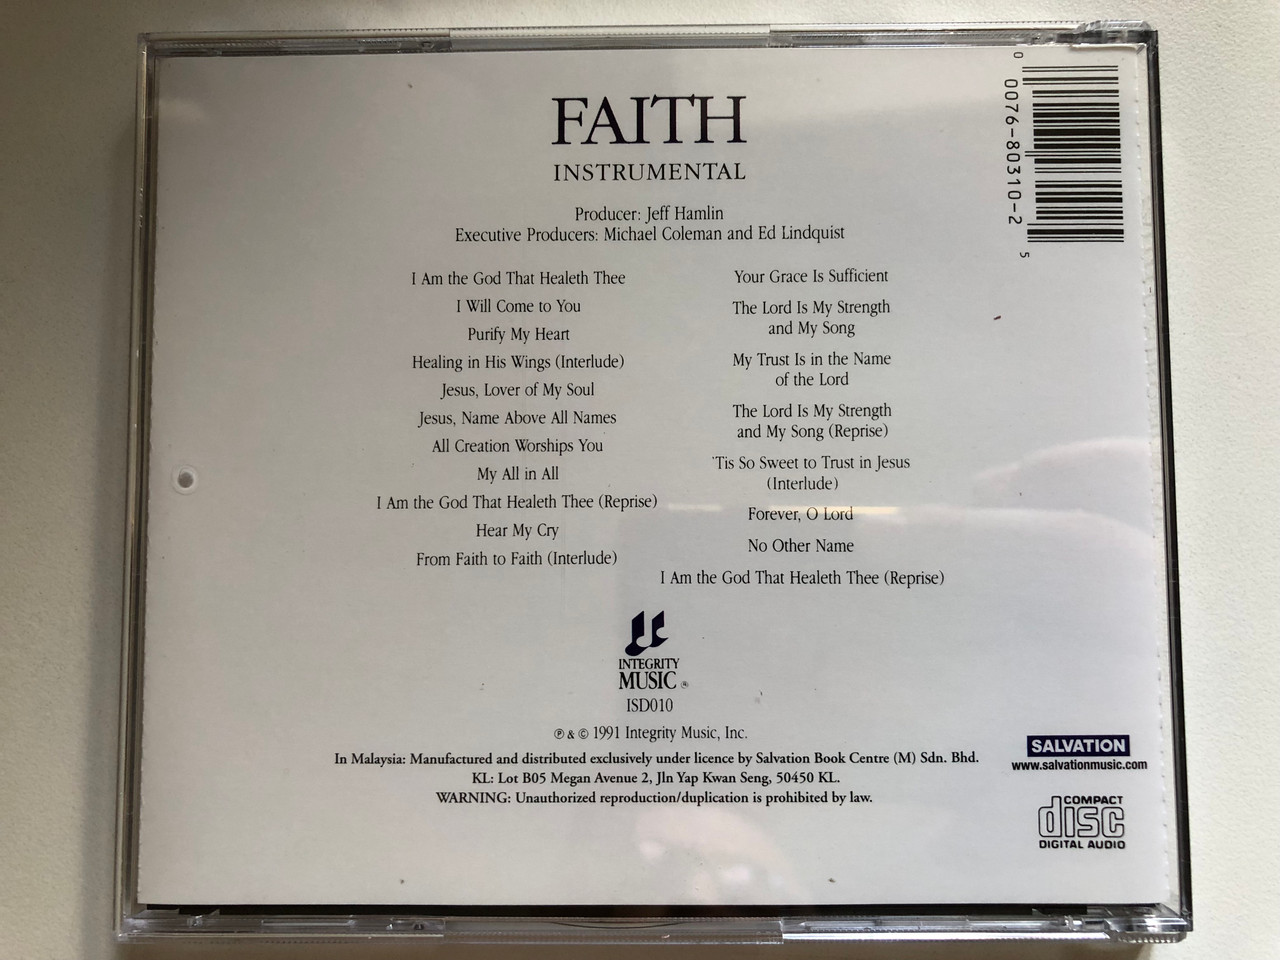 FAITH
INSTRUMENTAL
Producer: Jeff Hamlin
Executive Producers: Michael Coleman and Ed Lindquist
I Am the God That Healeth Thee
I Will Come to You
Purify My Heart
Healing in His Wings (Interlude)
Jesus, Lover of My Soul
Jesus, Name Above All Names
All Creation Worships You
My All in All
I Am the God That Healeth Thee (Reprise)
Hear My Cry
From Faith to Faith (Interlude)
Your Grace Is Sufficient
The Lord Is My Strength
and My Song
My Trust Is in the Name
of the Lord
The Lord Is My Strength
and My Song (Reprise)
'Tis So Sweet to Trust in Jesus
(Interlude)
Forever, O Lord
No Other Name
I Am the God That Healeth Thee (Reprise)
0 0076-80310-2 5
INTEGRITY
MUSIC ®
ISD010
℗ & © 1991 Integrity Music, Inc.
In Malaysia: Manufactured and distributed exclusively under licence by Salvation Book Centre (M) Sdn. Bhd.
KL: Lot B05 Megan Avenue 2, Jln Yap Kwan Seng, 50450 KL.
WARNING: Unauthorized reproduction/duplication is prohibited by law.
SALVATION
www.salvationmusic.com
COMPACT
disc
DIGITAL AUDIO